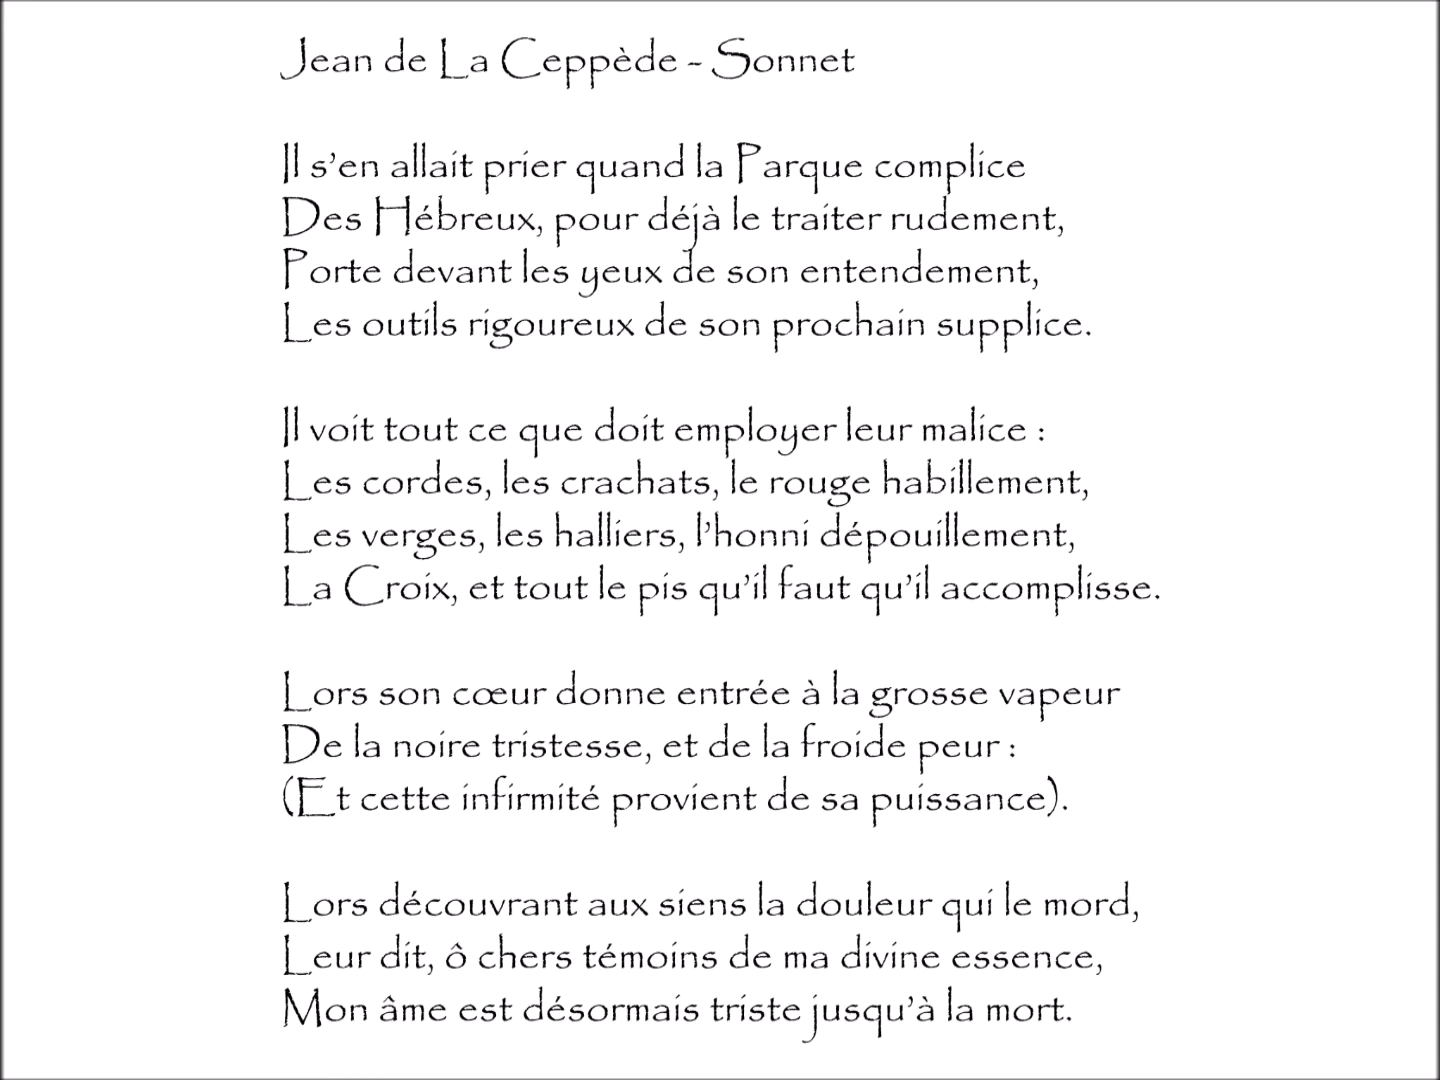 Jean de La Ceppède - Sonnet
Il s'en allait prier quand la Parque complice
Des Hébreux, pour déjà le traiter rudement,
Porte devant les yeux de son entendement,
Les outils rigoureux de son prochain supplice.
Il voit tout ce que doit employer leur malice :
Les cordes, les crachats, le rouge habillement,
Les verges, les halliers, l'honni dépouillement,
La Croix, et tout le pis qu'il faut qu'il accomplisse.
Lors son cœur donne entrée à la grosse vapeur
De la noire tristesse, et de la froide peur :
(Et cette infirmité provient de sa puissance).
Lors découvrant aux siens la douleur qui le mord,
Leur dit, ô chers témoins de ma divine essence,
Mon âme est désormais triste jusqu'à la mort.